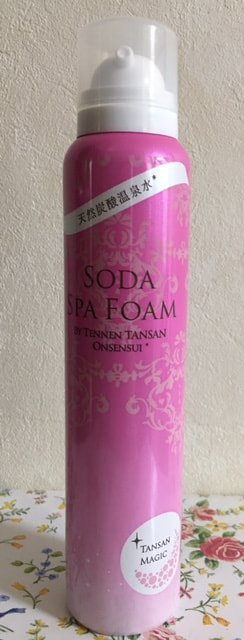 天然炭酸温泉水*
SODA
SPA FOAM
BY TENNEN TANSAN
ONSENSUI *
TANSAN
MAGIC